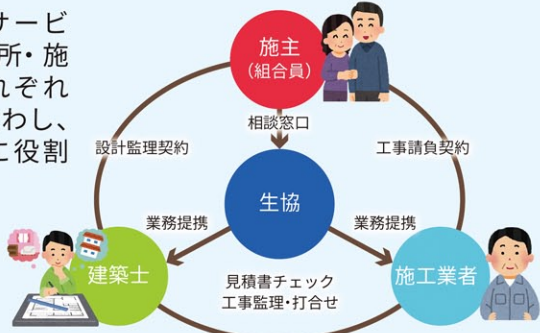 サービ
所・施
ぞれぞれ
わし、
に役割
施主
(組合員)
相談窓口
設計監理契約
工事請負契約
生協
業務提携
業務提携
建築士
施工業者
見積書チェック
工事監理・打合せ